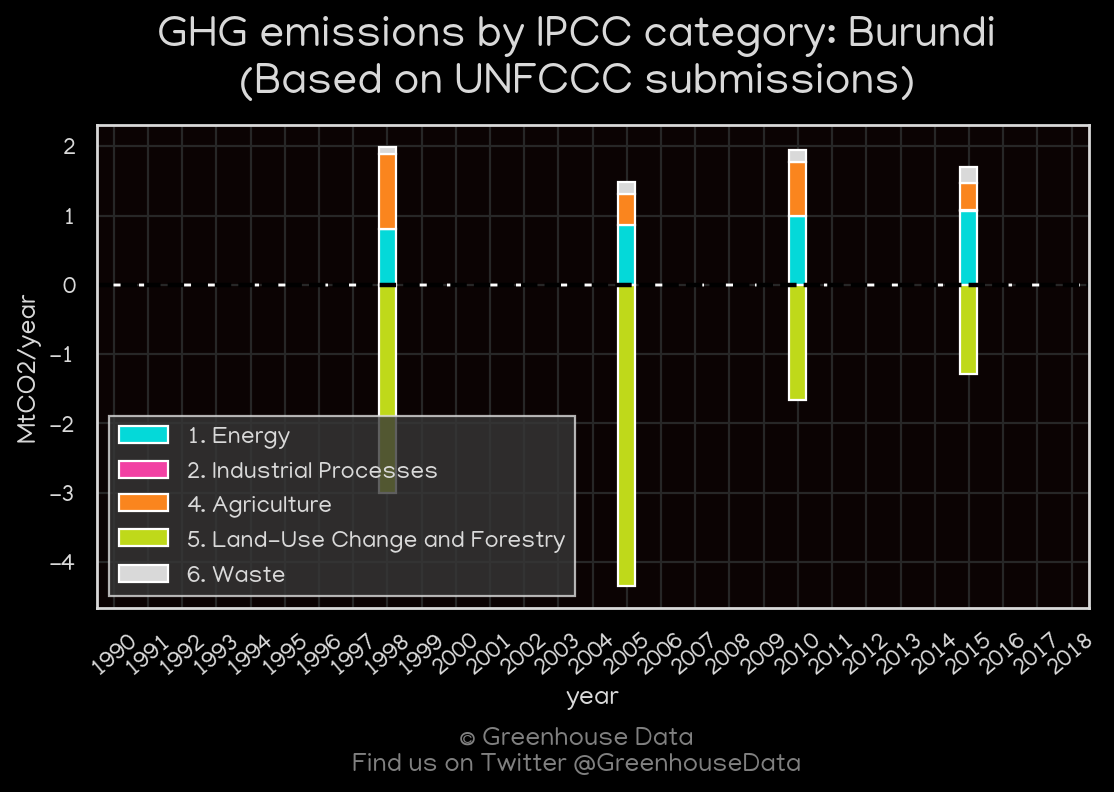 GHG emissions by IPCC category: Burundi
(Based on UNFCCC submissions)
2
1
0
−1
−2
−3
−4
MtCO2/year
1. Energy
2. Industrial Processes
4. Agriculture
5. Land-Use Change and Forestry
6. Waste
1990 1991 1992 1993 1994 1995 1996 1997 1998 1999 2000 2001 2002 2003 2004 2005 2006 2007 2008 2009 2010 2011 2012 2013 2014 2015 2016 2017 2018
year
© Greenhouse Data
Find us on Twitter @GreenhouseData